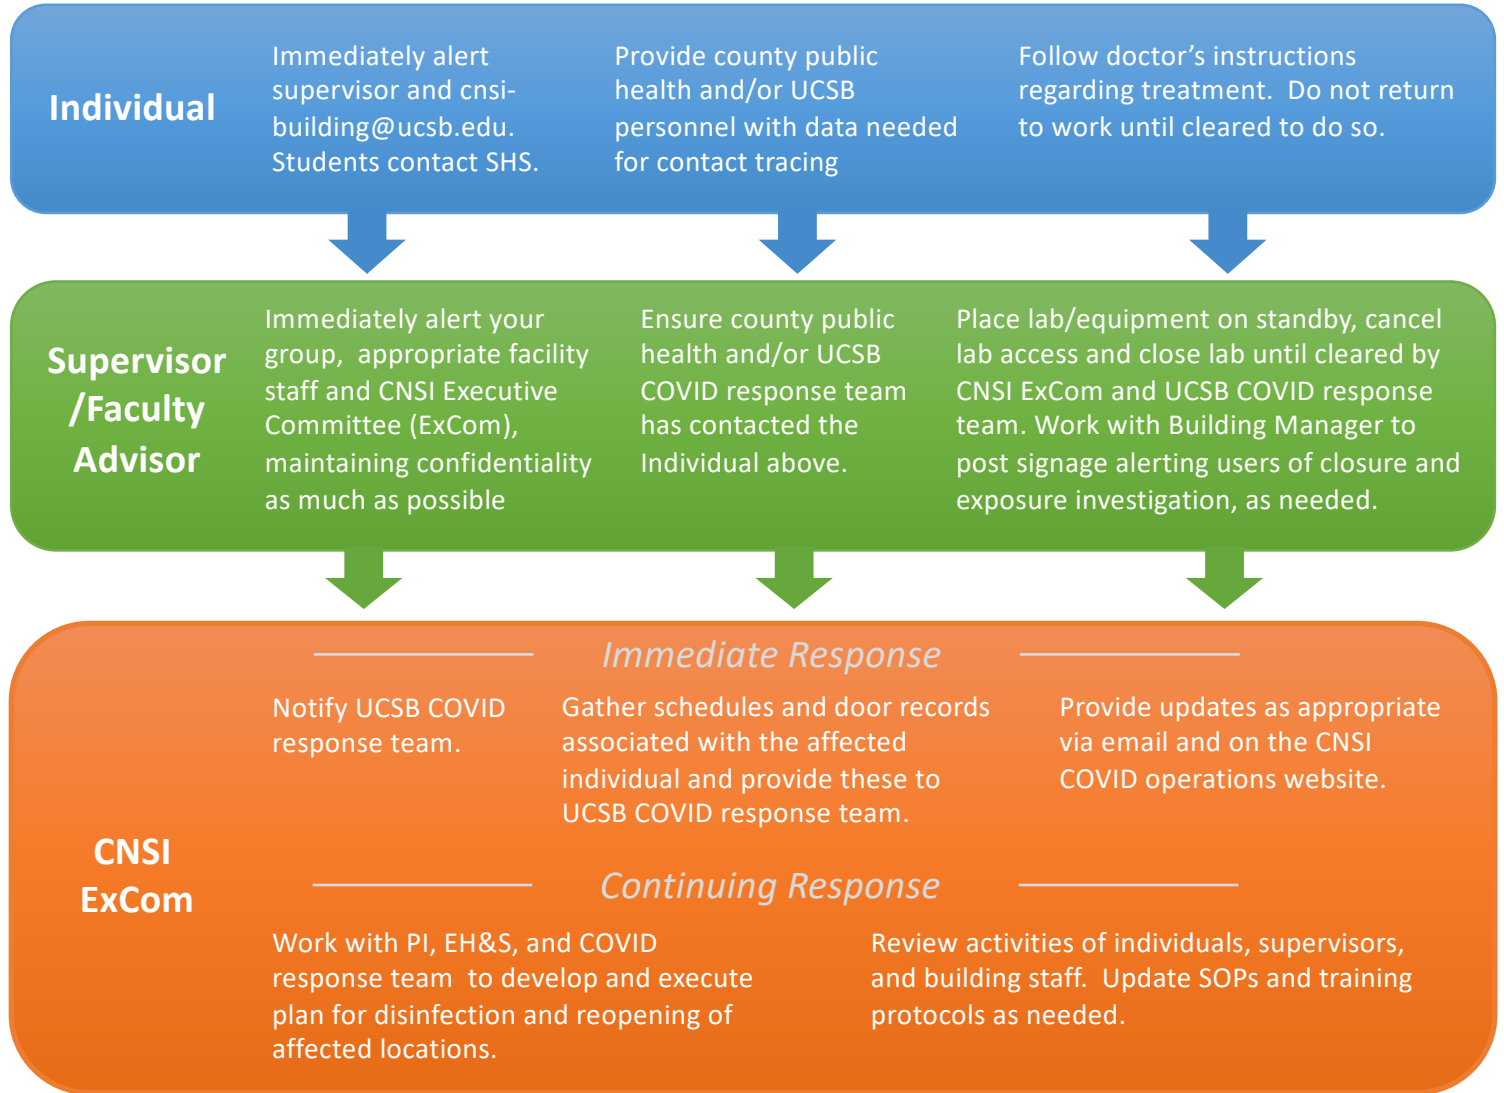 Individual
Immediately alert
supervisor and cnsi-
building@ucsb.edu.
Students contact SHS.
Provide county public
health and/or UCSB
personnel with data needed
for contact tracing
Follow doctor’s instructions
regarding treatment.  Do not return
to work until cleared to do so.
Supervisor
/Faculty
Advisor
Immediately alert your
group,  appropriate facility
staff and CNSI Executive
Committee (ExCom),
maintaining confidentiality
as much as possible
Ensure county public
health and/or UCSB
COVID response team
has contacted the
Individual above.
Place lab/equipment on standby, cancel
lab access and close lab until cleared by
CNSI ExCom and UCSB COVID response
team. Work with Building Manager to
post signage alerting users of closure and
exposure investigation, as needed.
CNSI
ExCom
Immediate Response
Notify UCSB COVID
response team.
Gather schedules and door records
associated with the affected
individual and provide these to
UCSB COVID response team.
Provide updates as appropriate
via email and on the CNSI
COVID operations website.
Continuing Response
Work with PI, EH&S, and COVID
response team  to develop and execute
plan for disinfection and reopening of
affected locations.
Review activities of individuals, supervisors,
and building staff.  Update SOPs and training
protocols as needed.